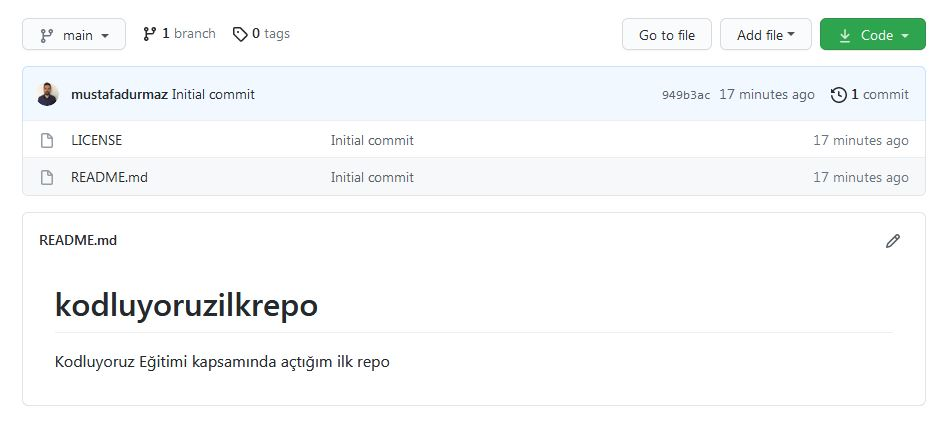 main 1 branch 0 tags Go to file Add file Code
mustafadurmaz Initial commit 949b3ac 17 minutes ago 1 commit
LICENSE Initial commit 17 minutes ago
README.md Initial commit 17 minutes ago
README.md
kodluyoruzilkrepo
Kodluyoruz Eğitimi kapsamında açtığım ilk repo